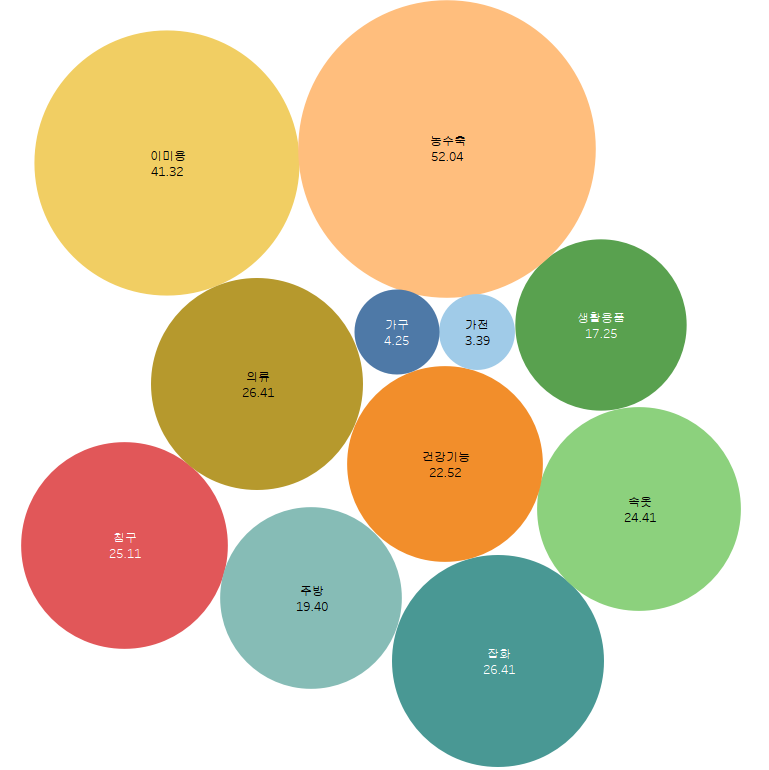 이미용
41.32
농수축
52.04
가구
4.25
가전
3.39
생활용품
17.25
의류
26.41
건강기능
22.52
속옷
24.41
침구
25.11
주방
19.40
잡화
26.41